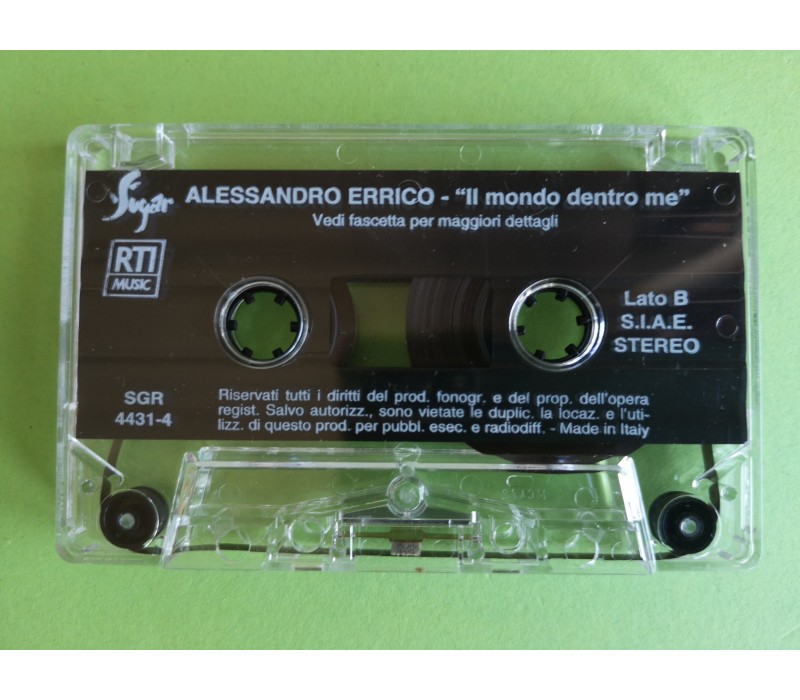 Sugar
ALESSANDRO ERRICO - "Il mondo dentro me"
Vedi fascetta per maggiori dettagli
RTI
MUSIC
Lato B
S.I.A.E.
STEREO
SGR
4431-4
Riservati tutti i diritti del prod. fonogr. e del prop. dell'opera
regist. Salvo autorizz., sono vietate le duplic. la locaz. e l'uti-
lizz. di questo prod. per pubbl. esec. e radiodiff. - Made in Italy